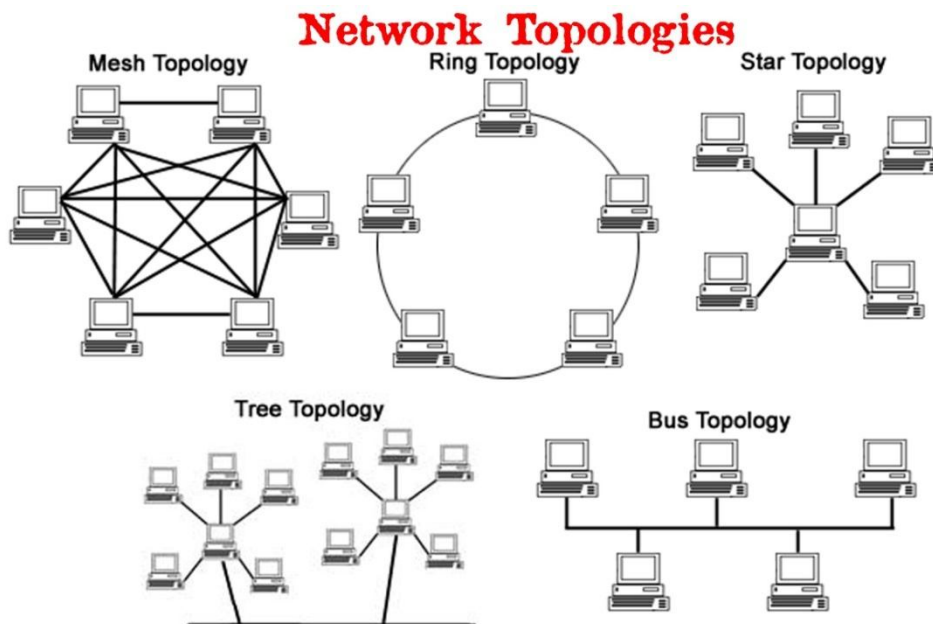 Network Topologies
Mesh Topology
Ring Topology
Star Topology
Tree Topology
Bus Topology